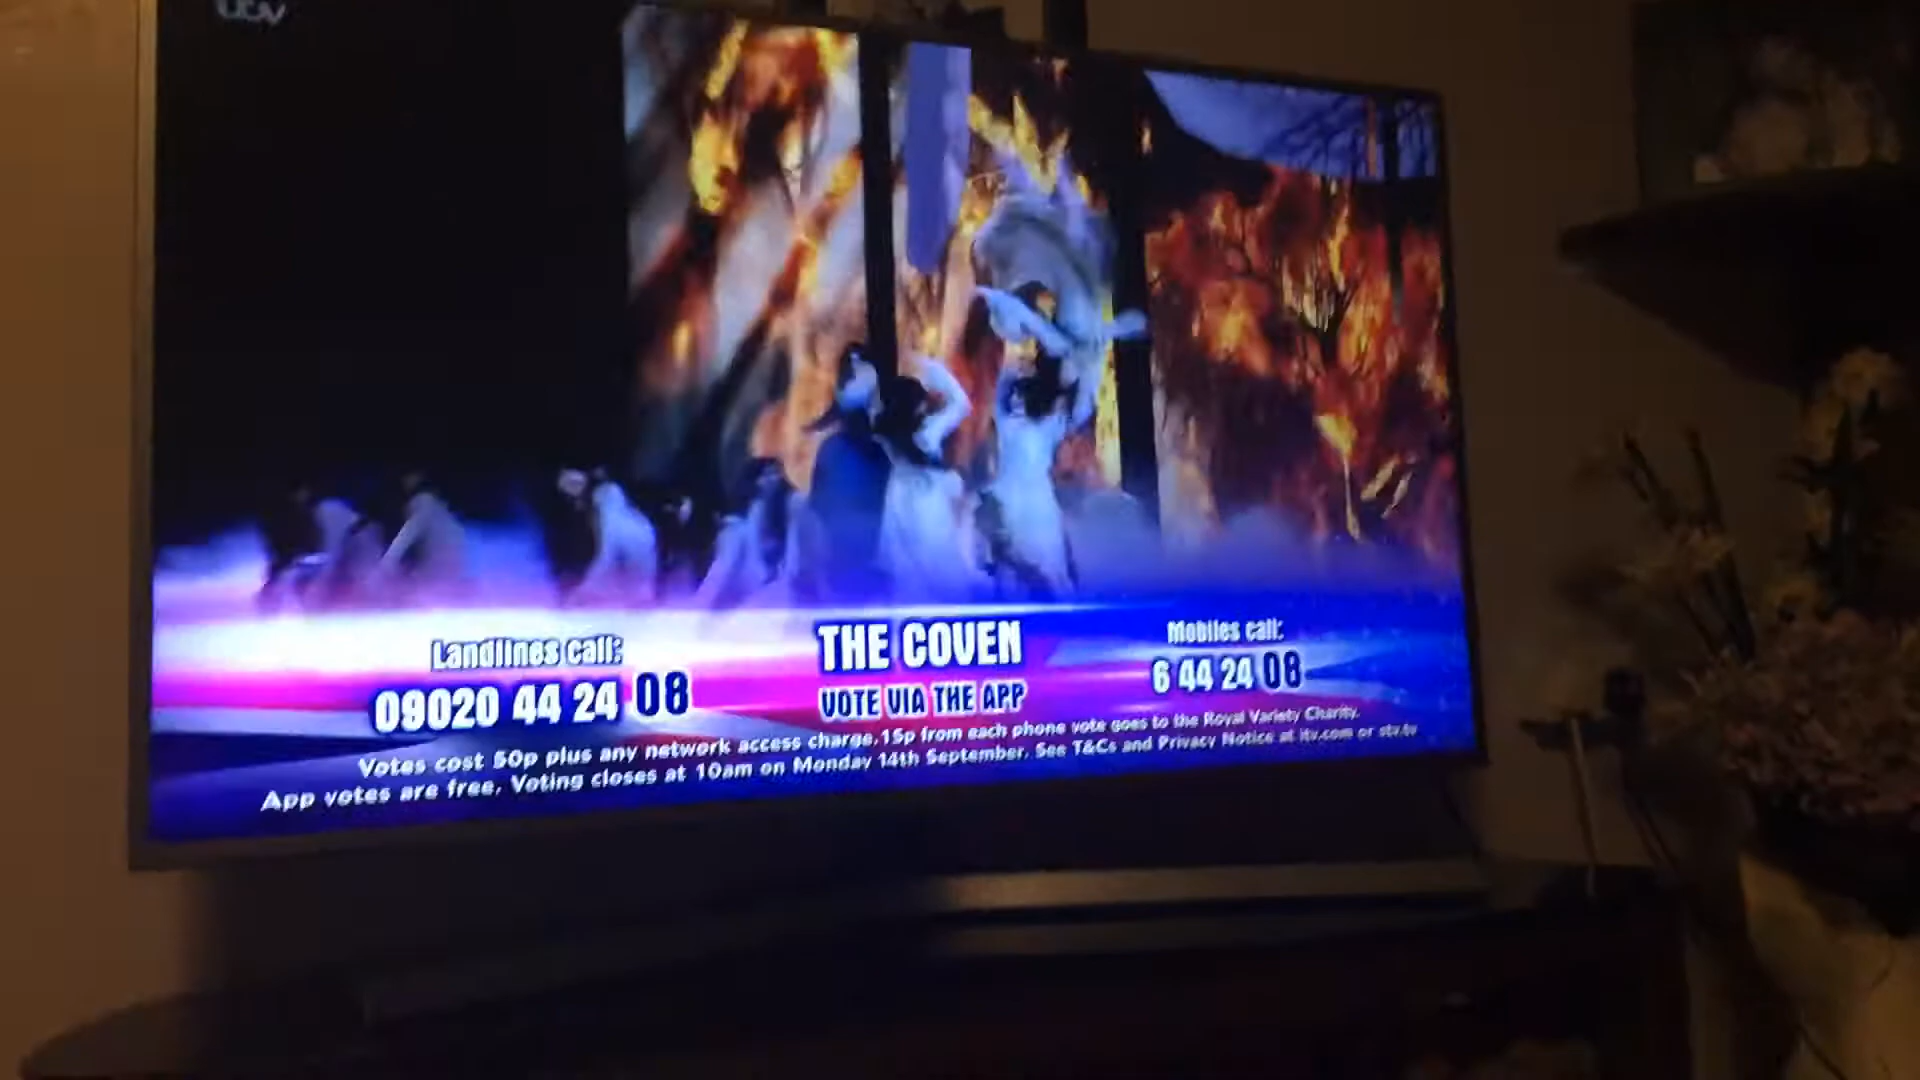 itv
Landlines call:
09020 44 24 08
THE COVEN
VOTE VIA THE APP
Mobiles call:
6 44 24 08
Votes cost 50p plus any network access charge. 15p from each phone vote goes to the Royal Variety Charity.
App votes are free. Voting closes at 10am on Monday 14th September. See T&Cs and Privacy Notice at itv.com or stv.tv